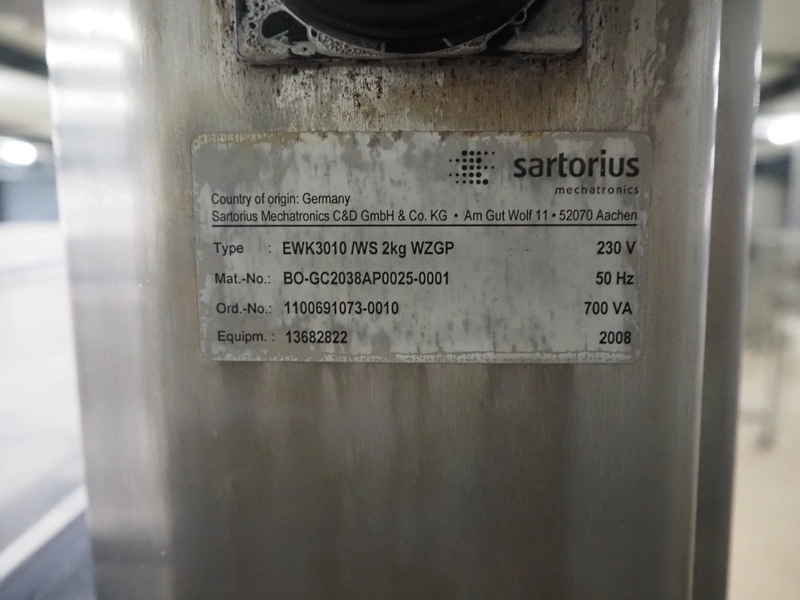 sartorius
mechatronics
Country of origin: Germany
Sartorius Mechatronics C&D GmbH & Co. KG • Am Gut Wolf 11 • 52070 Aachen
Type : EWK3010 /WS 2kg WZGP 230 V
Mat.-No.: BO-GC2038AP0025-0001 50 Hz
Ord.-No.: 1100691073-0010 700 VA
Equipm. : 13682822 2008